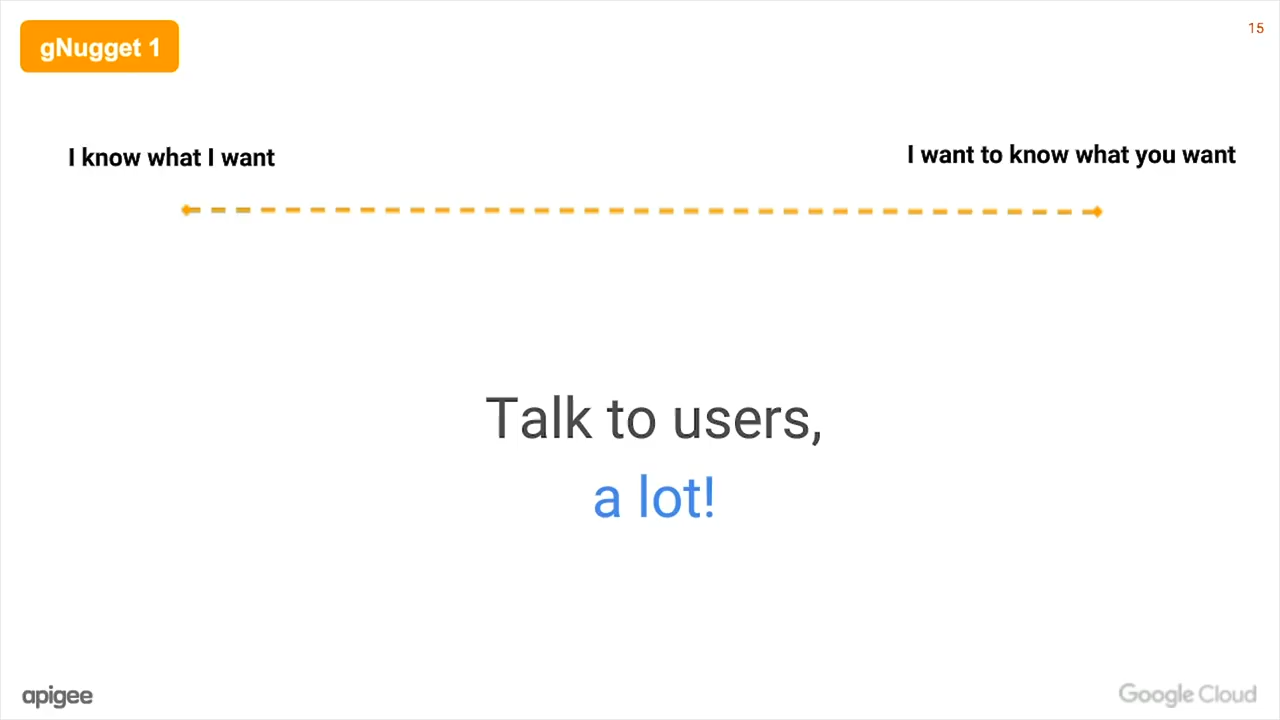 gNugget 1
15
I know what I want
I want to know what you want
Talk to users,
a lot!
apigee
Google Cloud